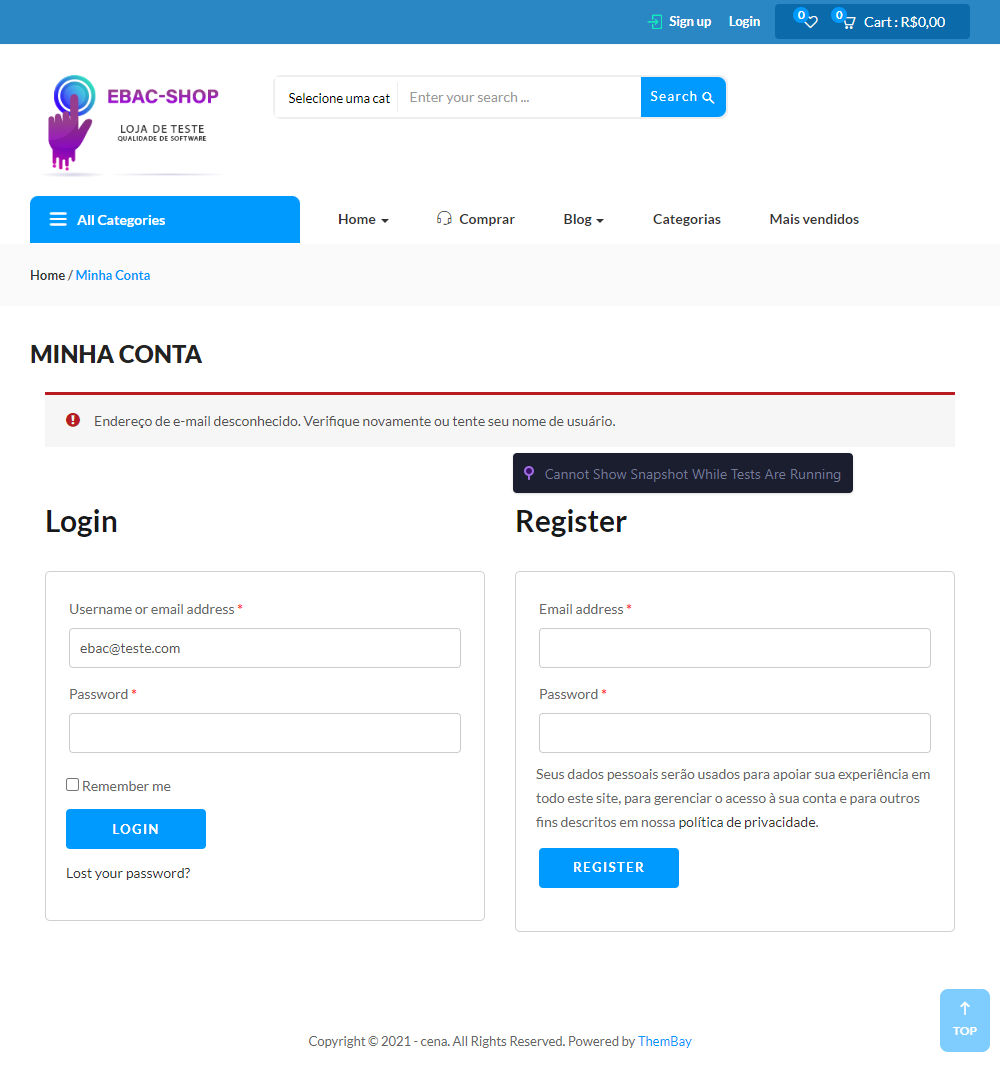 Sign up Login 0 0 Cart : R$0,00
EBAC-SHOP
LOJA DE TESTE
QUALIDADE DE SOFTWARE
Selecione uma cat Enter your search ... Search
All Categories Home Comprar Blog Categorias Mais vendidos
Home / Minha Conta
MINHA CONTA
Endereço de e-mail desconhecido. Verifique novamente ou tente seu nome de usuário.
Cannot Show Snapshot While Tests Are Running
Login
Username or email address *
ebac@teste.com
Password *
Remember me
LOGIN
Lost your password?
Register
Email address *
Password *
Seus dados pessoais serão usados para apoiar sua experiência em
todo este site, para gerenciar o acesso à sua conta e para outros
fins descritos em nossa política de privacidade.
REGISTER
TOP
Copyright © 2021 - cena. All Rights Reserved. Powered by ThemBay